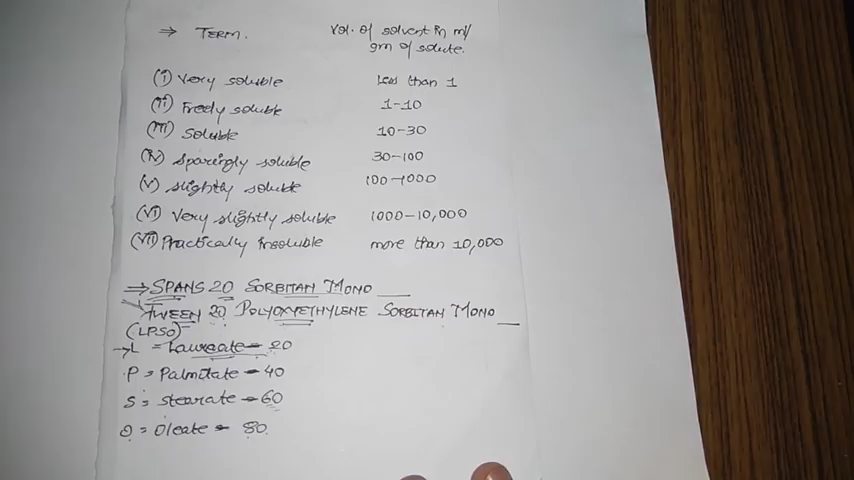 ⇒ TERM. Vol. of solvent in ml/
gm of solute.
(i) Very soluble less than 1
(ii) Freely soluble 1-10
(iii) Soluble 10-30
(iv) Sparingly soluble 30-100
(v) slightly soluble 100-1000
(vi) Very slightly soluble 1000-10,000
(vii) Practically insoluble more than 10,000
⇒ SPANS 20 SORBITAN MONO __
TWEEN 20 POLYOXYETHYLENE SORBITAN MONO __
(LPSO)
→ L = Laureate - 20
P = Palmitate - 40
S = stearate - 60
O = Oleate - 80